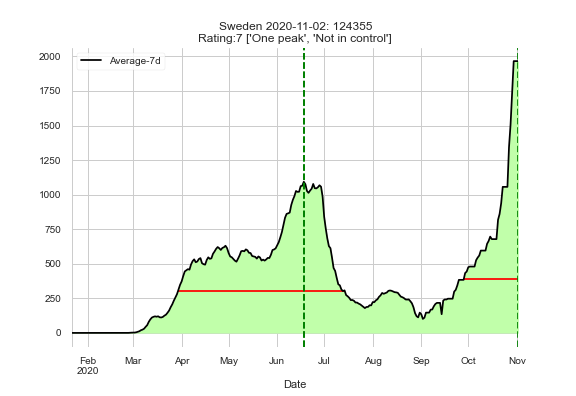 Sweden 2020-11-02: 124355
Rating:7 ['One peak', 'Not in control']
Average-7d
2000
1750
1500
1250
1000
750
500
250
0
Feb Mar Apr May Jun Jul Aug Sep Oct Nov
2020
Date